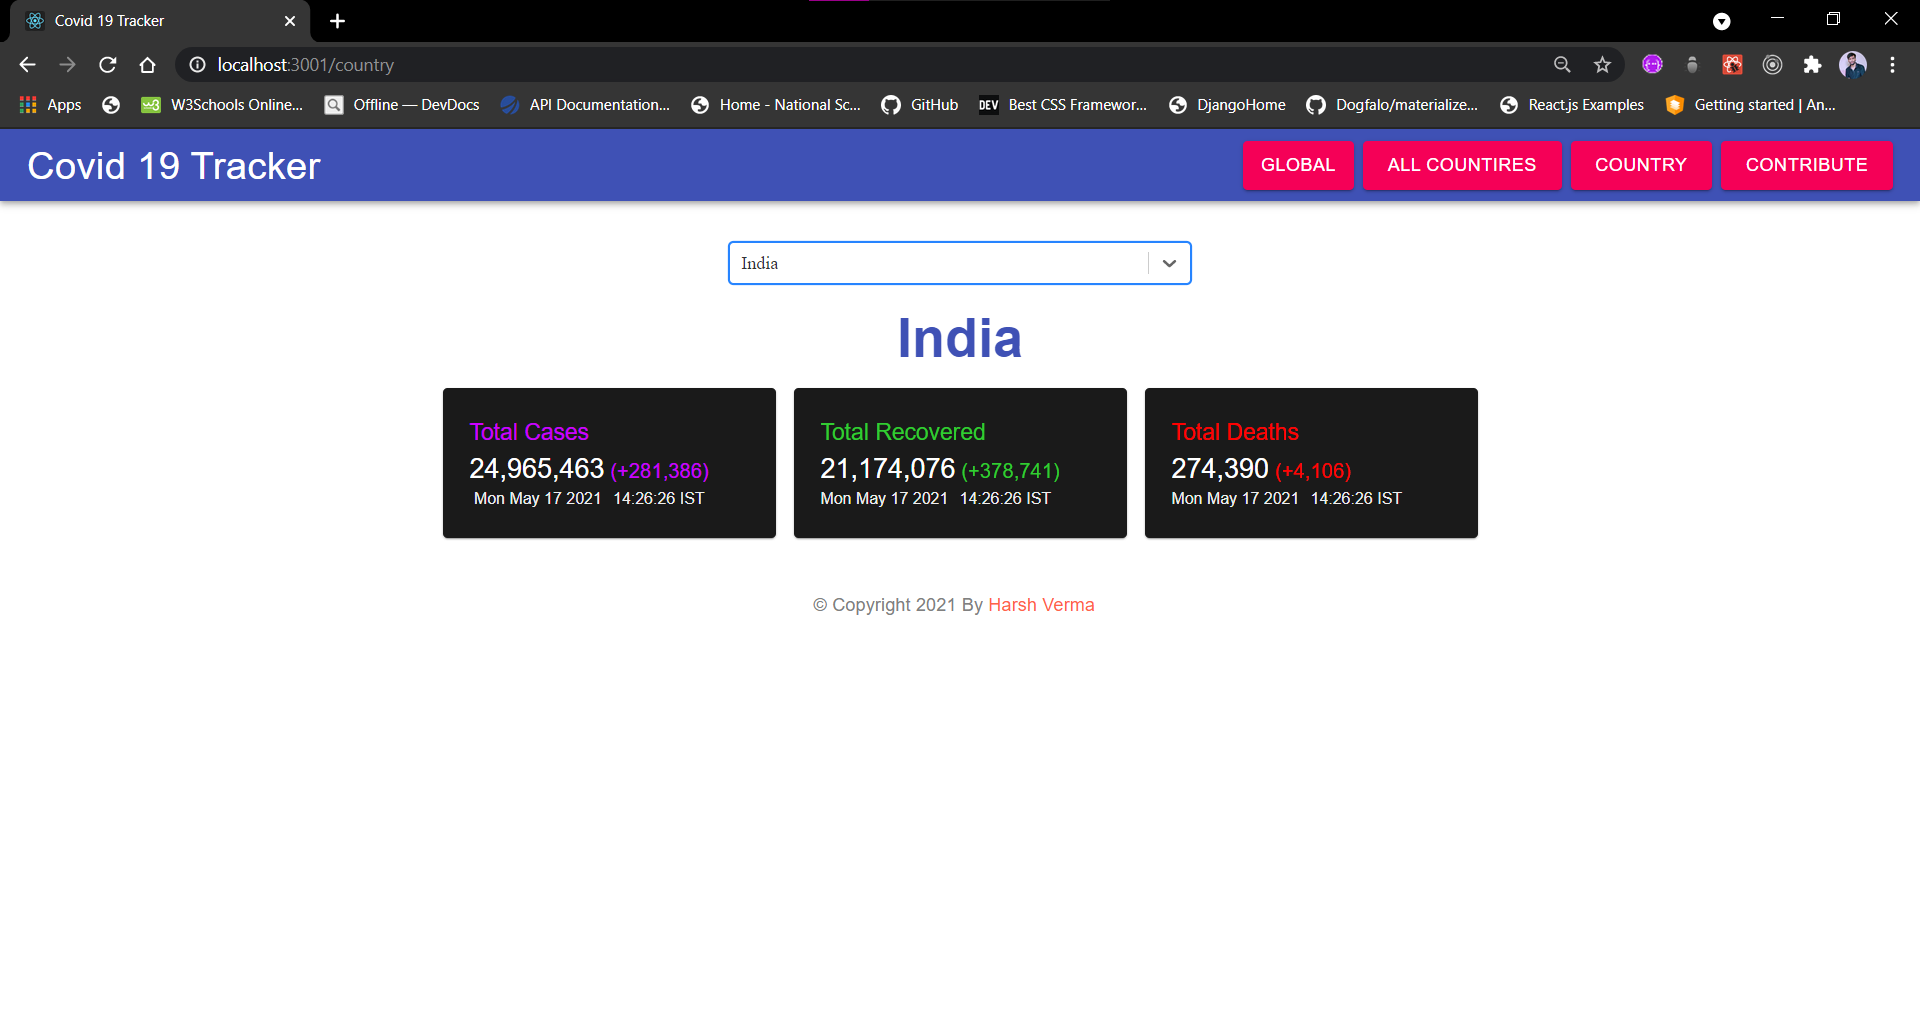 Covid 19 Tracker
localhost:3001/country
Apps W3Schools Online... Offline — DevDocs API Documentation... Home - National Sc... GitHub DEV Best CSS Framewor... DjangoHome Dogfalo/materialize... React.js Examples Getting started | An...
Covid 19 Tracker GLOBAL ALL COUNTIRES COUNTRY CONTRIBUTE
India
India
Total Cases
24,965,463 (+281,386)
Mon May 17 2021 14:26:26 IST
Total Recovered
21,174,076 (+378,741)
Mon May 17 2021 14:26:26 IST
Total Deaths
274,390 (+4,106)
Mon May 17 2021 14:26:26 IST
© Copyright 2021 By Harsh Verma